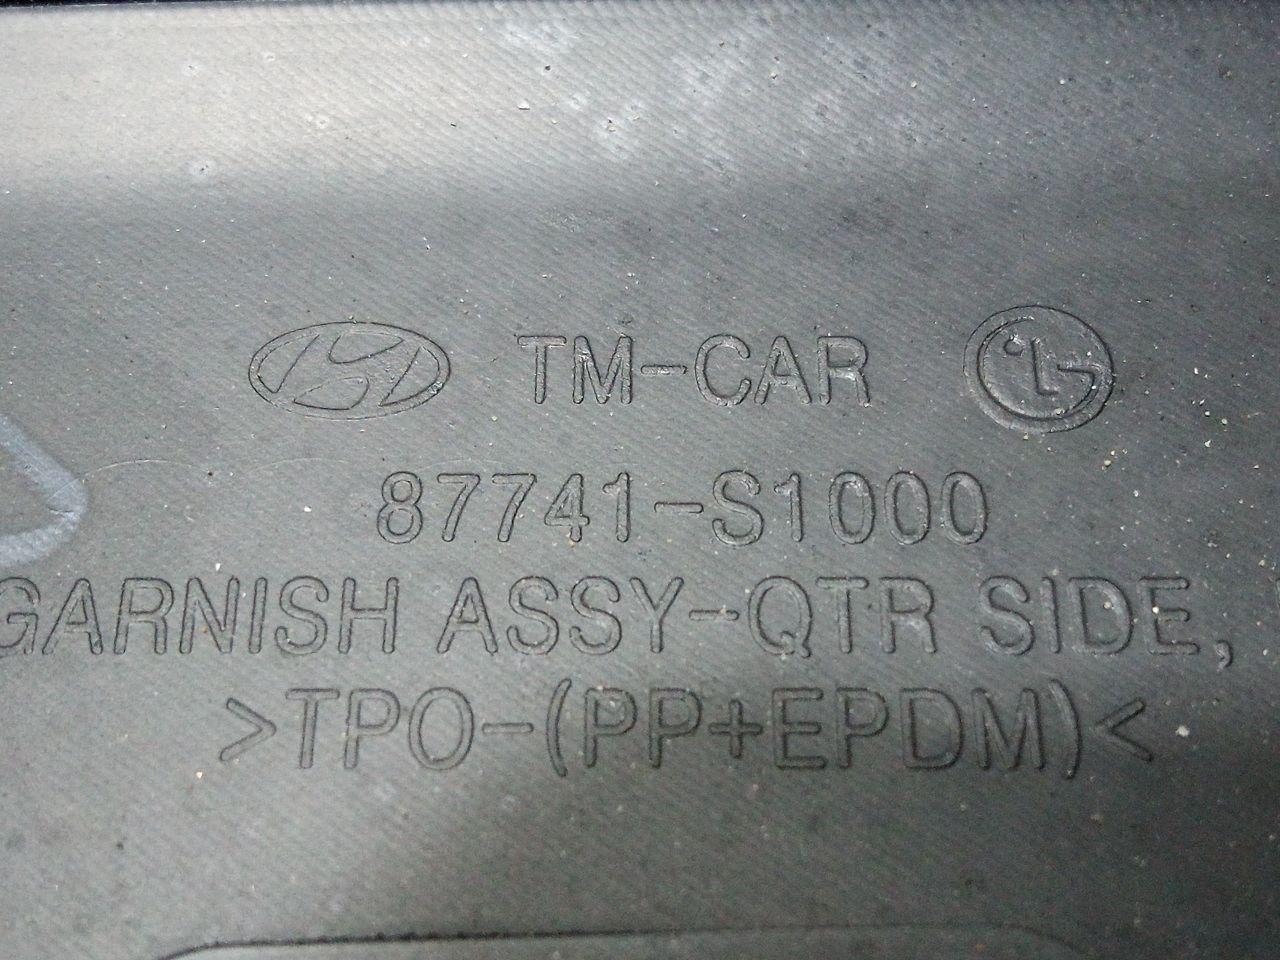 TM-CAR
87741-S1000
GARNISH ASSY-QTR SIDE,
>TPO-(PP+EPDM)<